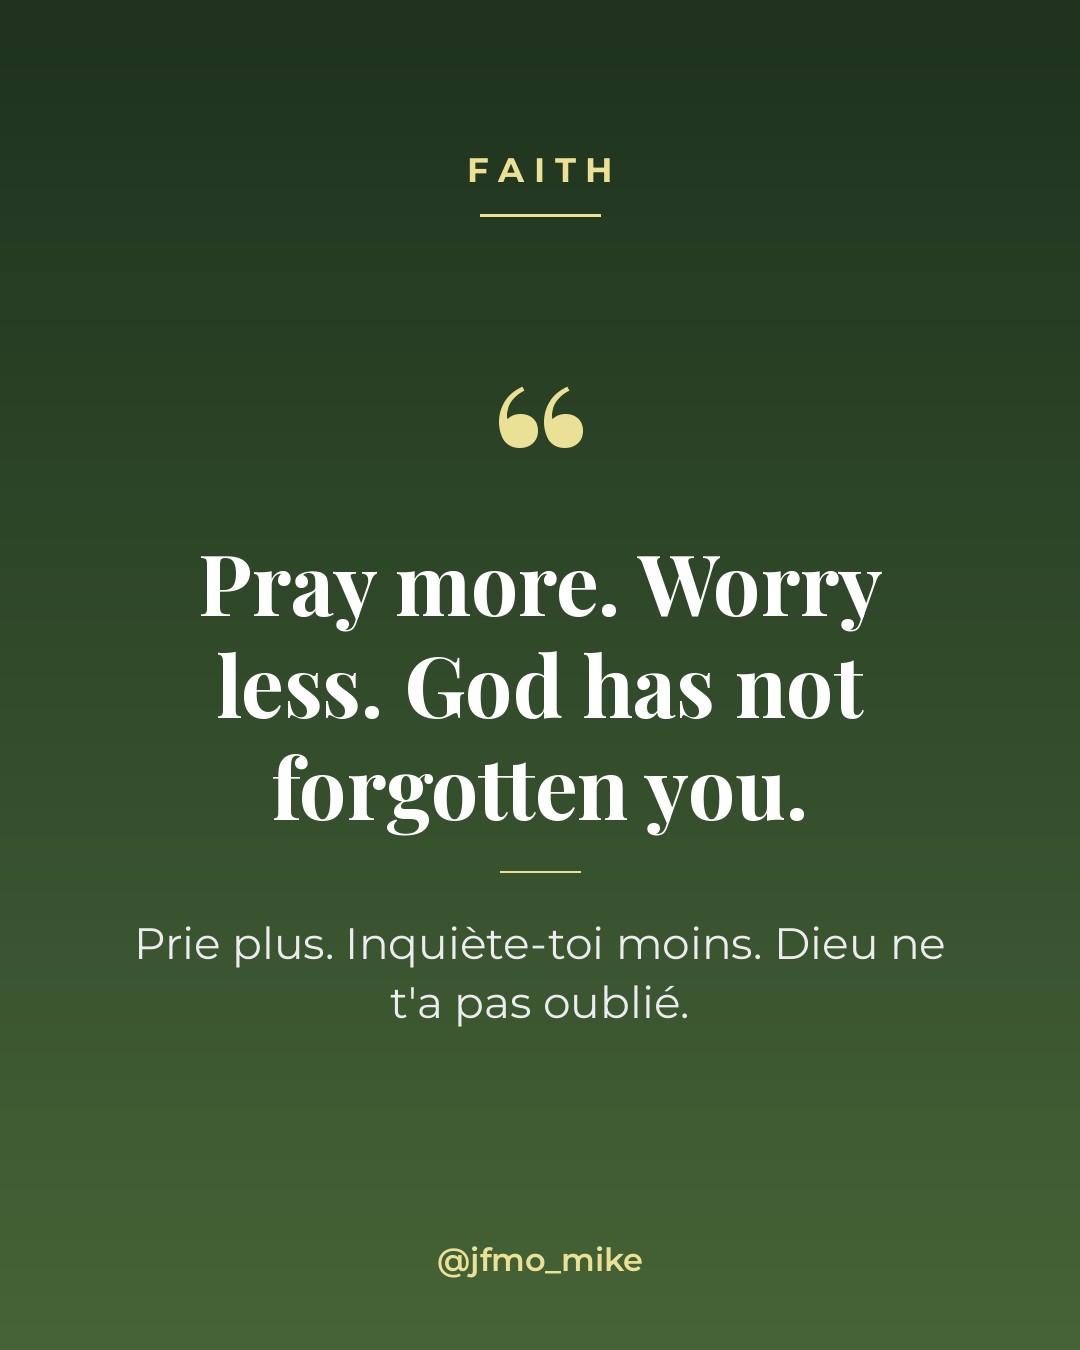 FAITH
“
Pray more. Worry
less. God has not
forgotten you.
Prie plus. Inquiète-toi moins. Dieu ne
t'a pas oublié.
@jfmo_mike